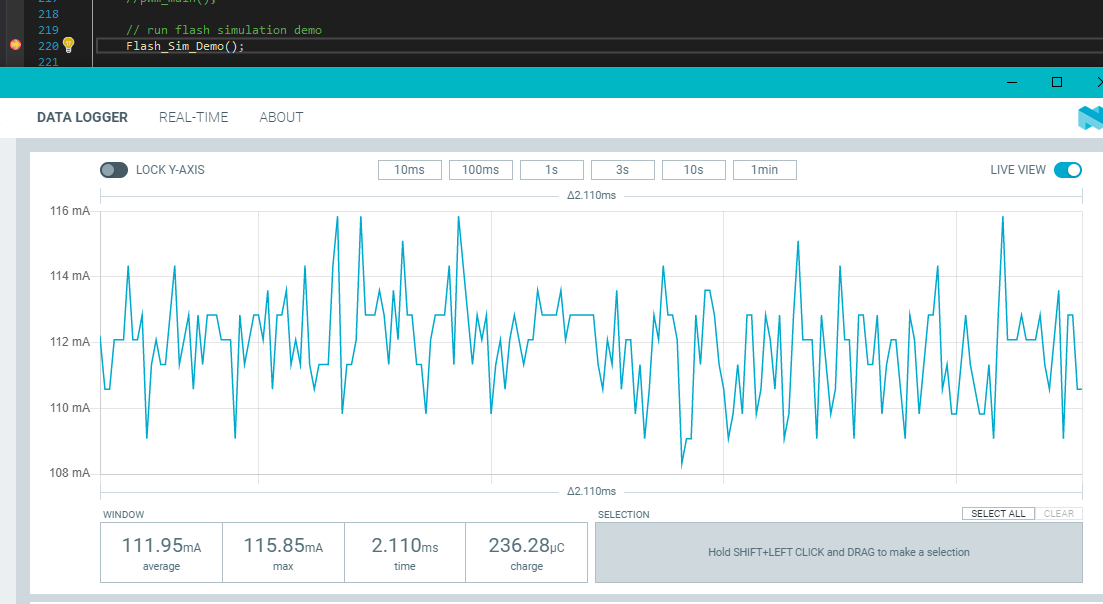 217 //pwm_main();
218
219 // run flash simulation demo
220 Flash_Sim_Demo();
221
DATA LOGGER REAL-TIME ABOUT
LOCK Y-AXIS 10ms 100ms 1s 3s 10s 1min LIVE VIEW
Δ2.110ms
116 mA
114 mA
112 mA
110 mA
108 mA
Δ2.110ms
WINDOW SELECTION SELECT ALL CLEAR
111.95mA 115.85mA 2.110ms 236.28μC
average max time charge
Hold SHIFT+LEFT CLICK and DRAG to make a selection